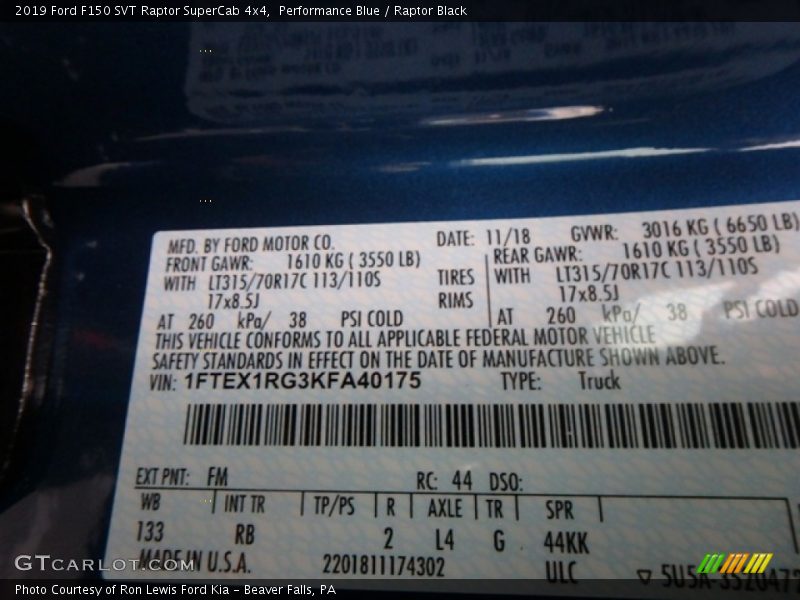 2019 Ford F150 SVT Raptor SuperCab 4x4,  Performance Blue / Raptor Black
MFD. BY FORD MOTOR CO. DATE: 11/18 GVWR: 3016 KG ( 6650 LB)
FRONT GAWR: 1610 KG ( 3550 LB) REAR GAWR: 1610 KG ( 3550 LB)
WITH LT315/70R17C 113/110S TIRES WITH LT315/70R17C 113/110S
17x8.5J RIMS 17x8.5J
AT 260 kPa/ 38 PSI COLD AT 260 kPa/ 38 PSI COLD
THIS VEHICLE CONFORMS TO ALL APPLICABLE FEDERAL MOTOR VEHICLE
SAFETY STANDARDS IN EFFECT ON THE DATE OF MANUFACTURE SHOWN ABOVE.
VIN: 1FTEX1RG3KFA40175 TYPE: Truck
EXT PNT: FM RC: 44 DSO:
WB INT TR TP/PS R AXLE TR SPR
133 RB 2 L4 G 44KK
MADE IN U.S.A. 2201811174302 ULC
GTCARLOT.COM
Photo Courtesy of Ron Lewis Ford Kia - Beaver Falls, PA